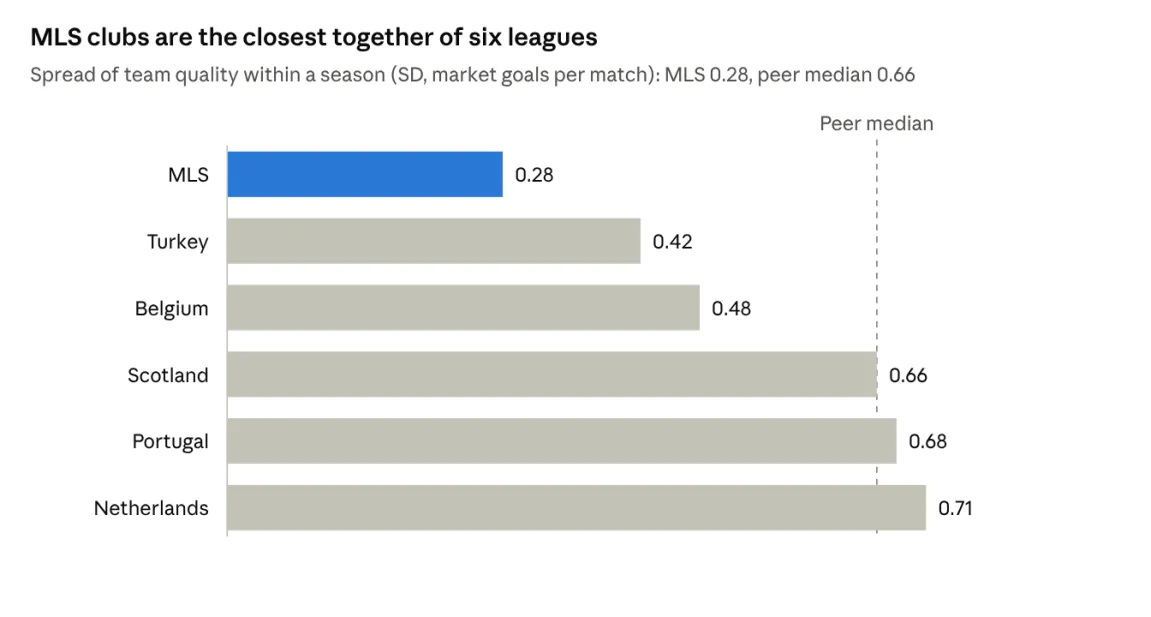 MLS clubs are the closest together of six leagues
Spread of team quality within a season (SD, market goals per match): MLS 0.28, peer median 0.66
Peer median
MLS 0.28
Turkey 0.42
Belgium 0.48
Scotland 0.66
Portugal 0.68
Netherlands 0.71